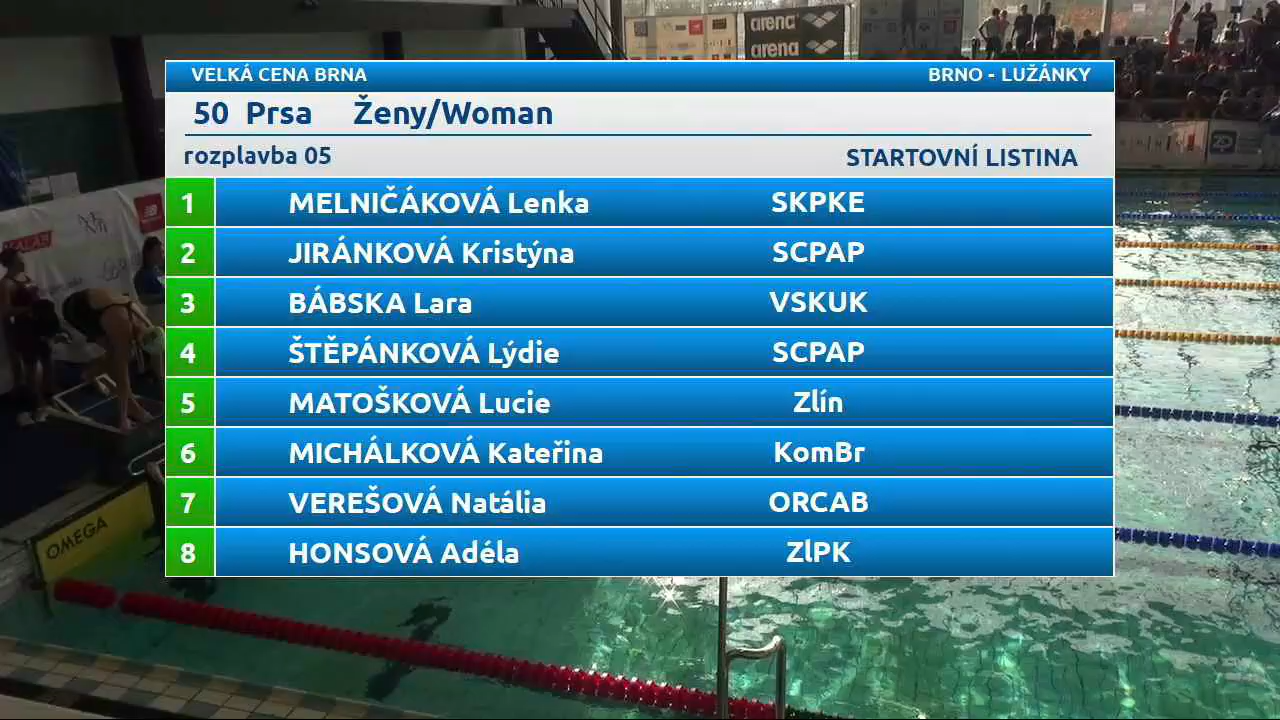 arena
arena
VELKÁ CENA BRNA BRNO - LUŽÁNKY
50 Prsa Ženy/Woman
rozplavba 05 STARTOVNÍ LISTINA
1 MELNIČÁKOVÁ Lenka SKPKE
2 JIRÁNKOVÁ Kristýna SCPAP
3 BÁBSKA Lara VSKUK
4 ŠTĚPÁNKOVÁ Lýdie SCPAP
5 MATOŠKOVÁ Lucie Zlín
6 MICHÁLKOVÁ Kateřina KomBr
7 VEREŠOVÁ Natália ORCAB
8 HONSOVÁ Adéla ZlPK
OMEGA